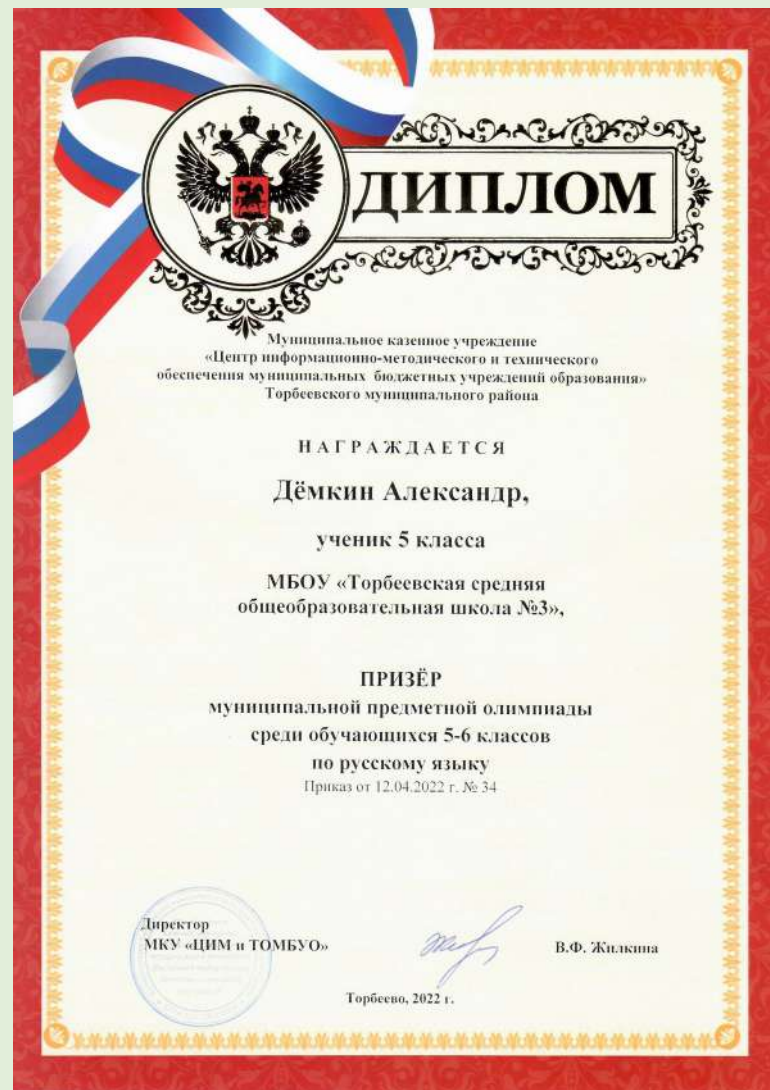 ДИПЛОМ
Муниципальное казенное учреждение
«Центр информационно-методического и технического
обеспечения муниципальных бюджетных учреждений образования»
Торбеевского муниципального района
НАГРАЖДАЕТСЯ
Дёмкин Александр,
ученик 5 класса
МБОУ «Торбеевская средняя
общеобразовательная школа №3»,
ПРИЗЁР
муниципальной предметной олимпиады
среди обучающихся 5-6 классов
по русскому языку
Приказ от 12.04.2022 г. № 34
Директор
МКУ «ЦИМ и ТОМБУО»
В.Ф. Жилкина
Торбеево, 2022 г.